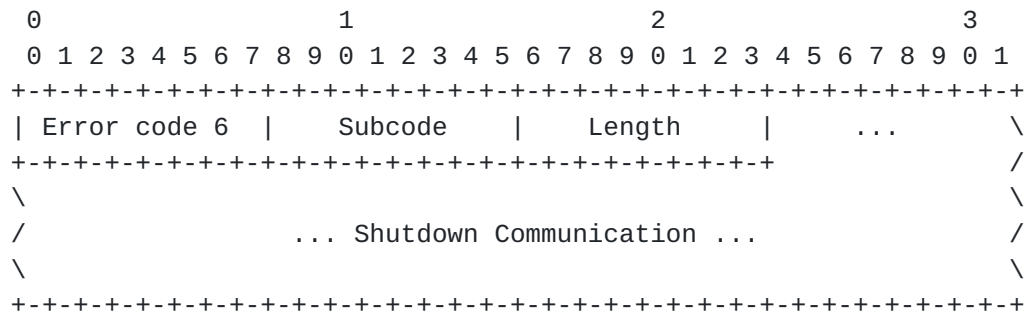 0                   1                   2                   3
 0 1 2 3 4 5 6 7 8 9 0 1 2 3 4 5 6 7 8 9 0 1 2 3 4 5 6 7 8 9 0 1
+-+-+-+-+-+-+-+-+-+-+-+-+-+-+-+-+-+-+-+-+-+-+-+-+-+-+-+-+-+-+-+-+
| Error code 6  |    Subcode    |    Length     |     ...       \
+-+-+-+-+-+-+-+-+-+-+-+-+-+-+-+-+-+-+-+-+-+-+-+-+               /
\                                                               \
/                 ... Shutdown Communication ...                /
\                                                               \
+-+-+-+-+-+-+-+-+-+-+-+-+-+-+-+-+-+-+-+-+-+-+-+-+-+-+-+-+-+-+-+-+